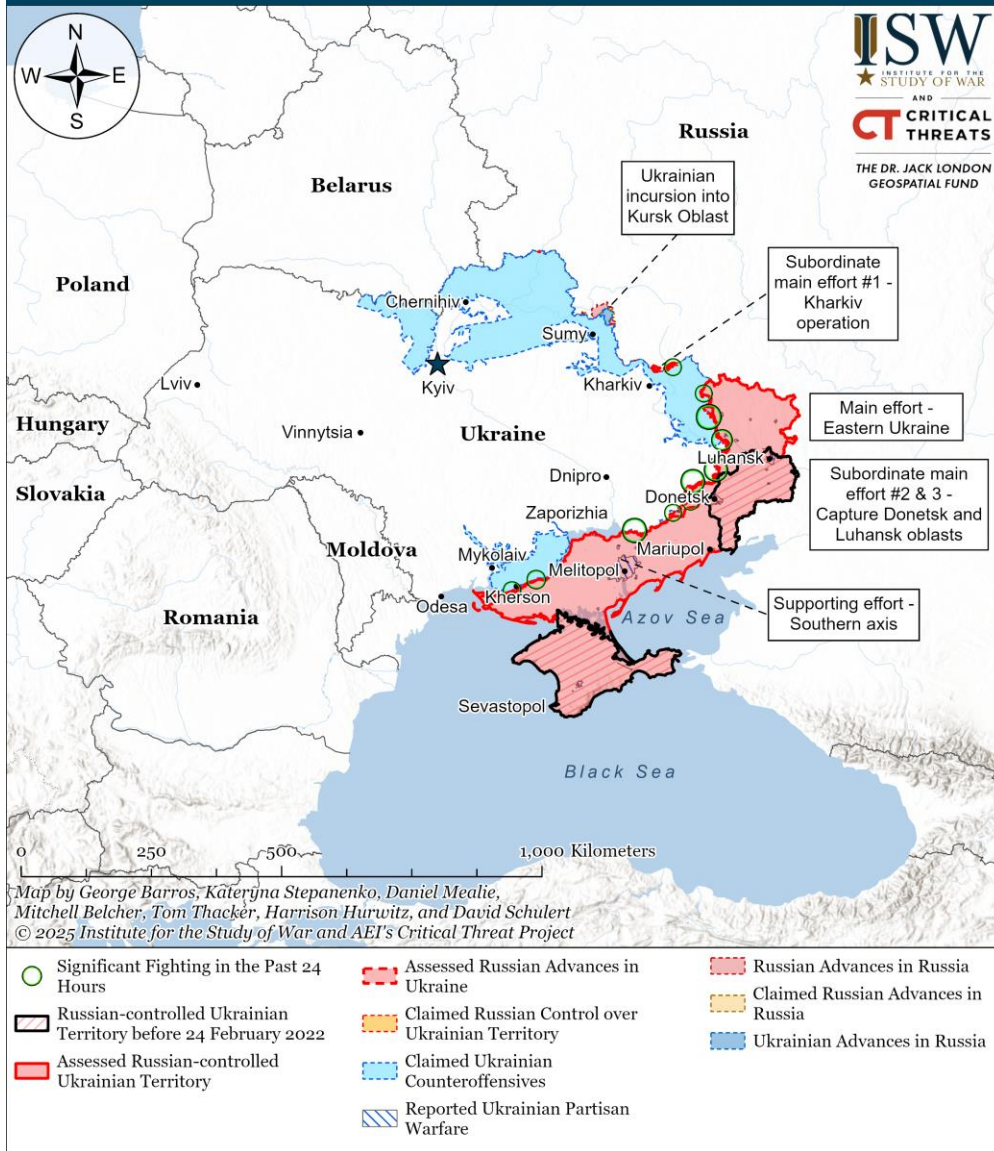 N
W
E
S
ISW
INSTITUTE FOR THE
STUDY OF WAR
AND
CT CRITICAL
THREATS
THE DR. JACK LONDON
GEOSPATIAL FUND
Russia
Ukrainian
incursion into
Kursk Oblast
Belarus
Subordinate
main effort #1 -
Kharkiv
operation
Poland
Chernihiv
Sumy
Kyiv
Kharkiv
Lviv
Main effort -
Eastern Ukraine
Hungary
Vinnytsia
Ukraine
Luhansk
Slovakia
Dnipro
Donetsk
Subordinate main
effort #2 & 3 -
Capture Donetsk and
Luhansk oblasts
Zaporizhia
Moldova
Mykolaiv
Mariupol
Melitopol
Kherson
Odesa
Romania
Azov Sea
Supporting effort -
Southern axis
Sevastopol
Black Sea
0 250 500 1,000 Kilometers
Map by George Barros, Kateryna Stepanenko, Daniel Mealie,
Mitchell Belcher, Tom Thacker, Harrison Hurwitz, and David Schulert
© 2025 Institute for the Study of War and AEI's Critical Threat Project
Significant Fighting in the Past 24
Hours
Russian-controlled Ukrainian
Territory before 24 February 2022
Assessed Russian-controlled
Ukrainian Territory
Assessed Russian Advances in
Ukraine
Claimed Russian Control over
Ukrainian Territory
Claimed Ukrainian
Counteroffensives
Reported Ukrainian Partisan
Warfare
Russian Advances in Russia
Claimed Russian Advances in
Russia
Ukrainian Advances in Russia